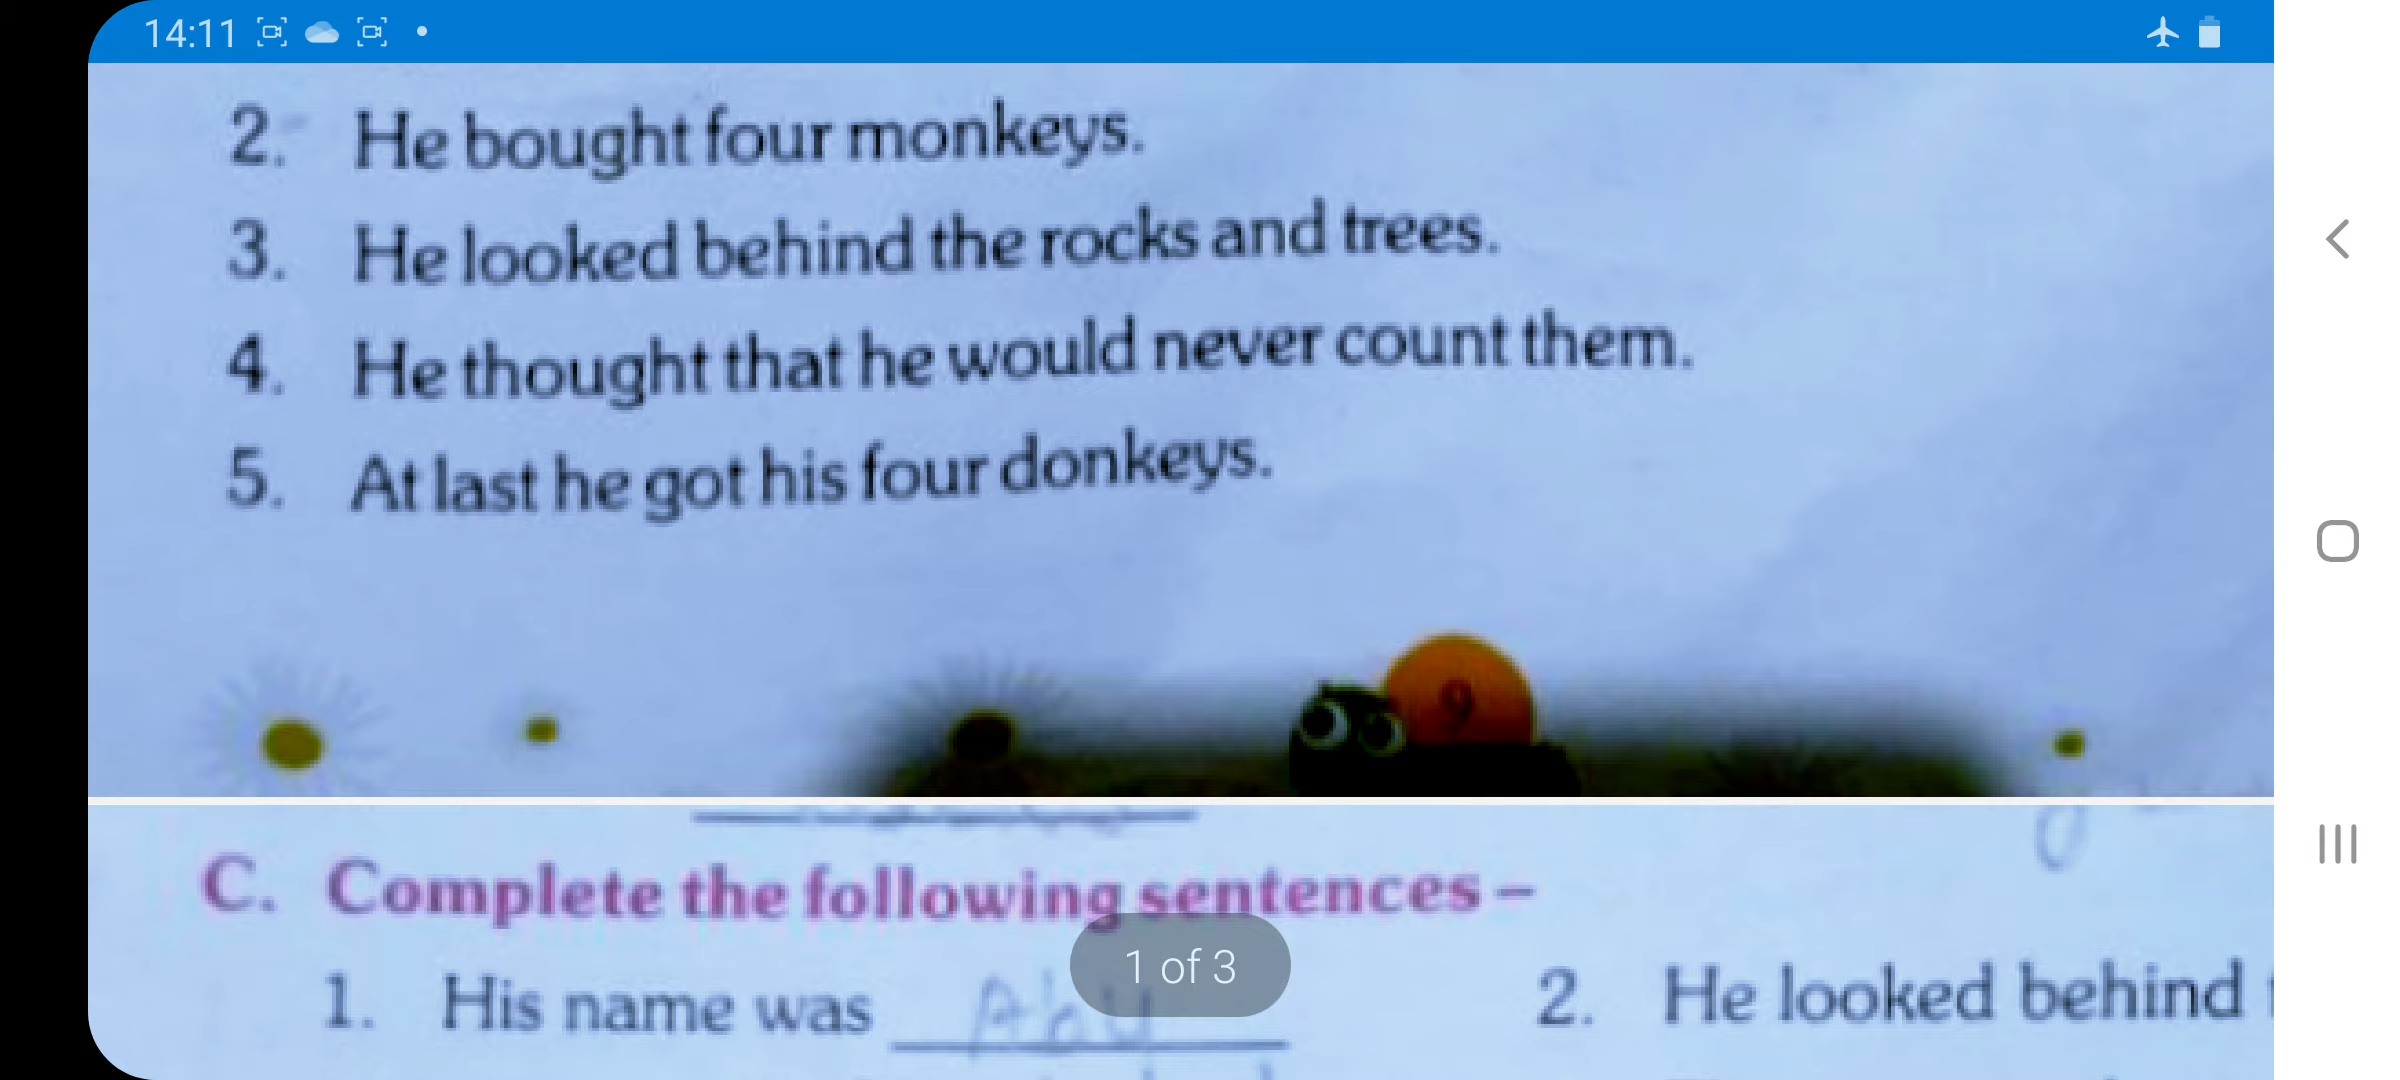 14:11
2. He bought four monkeys.
3. He looked behind the rocks and trees.
4. He thought that he would never count them.
5. At last he got his four donkeys.
9
C. Complete the following sentences –
1 of 3
1. His name was Abu
2. He looked behind